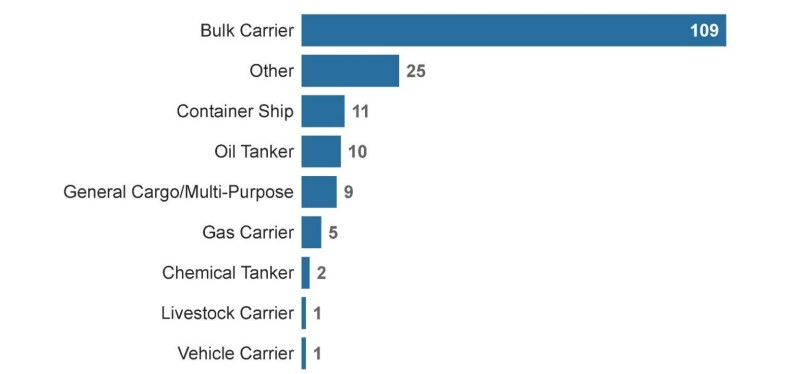 Bulk Carrier 109
Other 25
Container Ship 11
Oil Tanker 10
General Cargo/Multi-Purpose 9
Gas Carrier 5
Chemical Tanker 2
Livestock Carrier 1
Vehicle Carrier 1